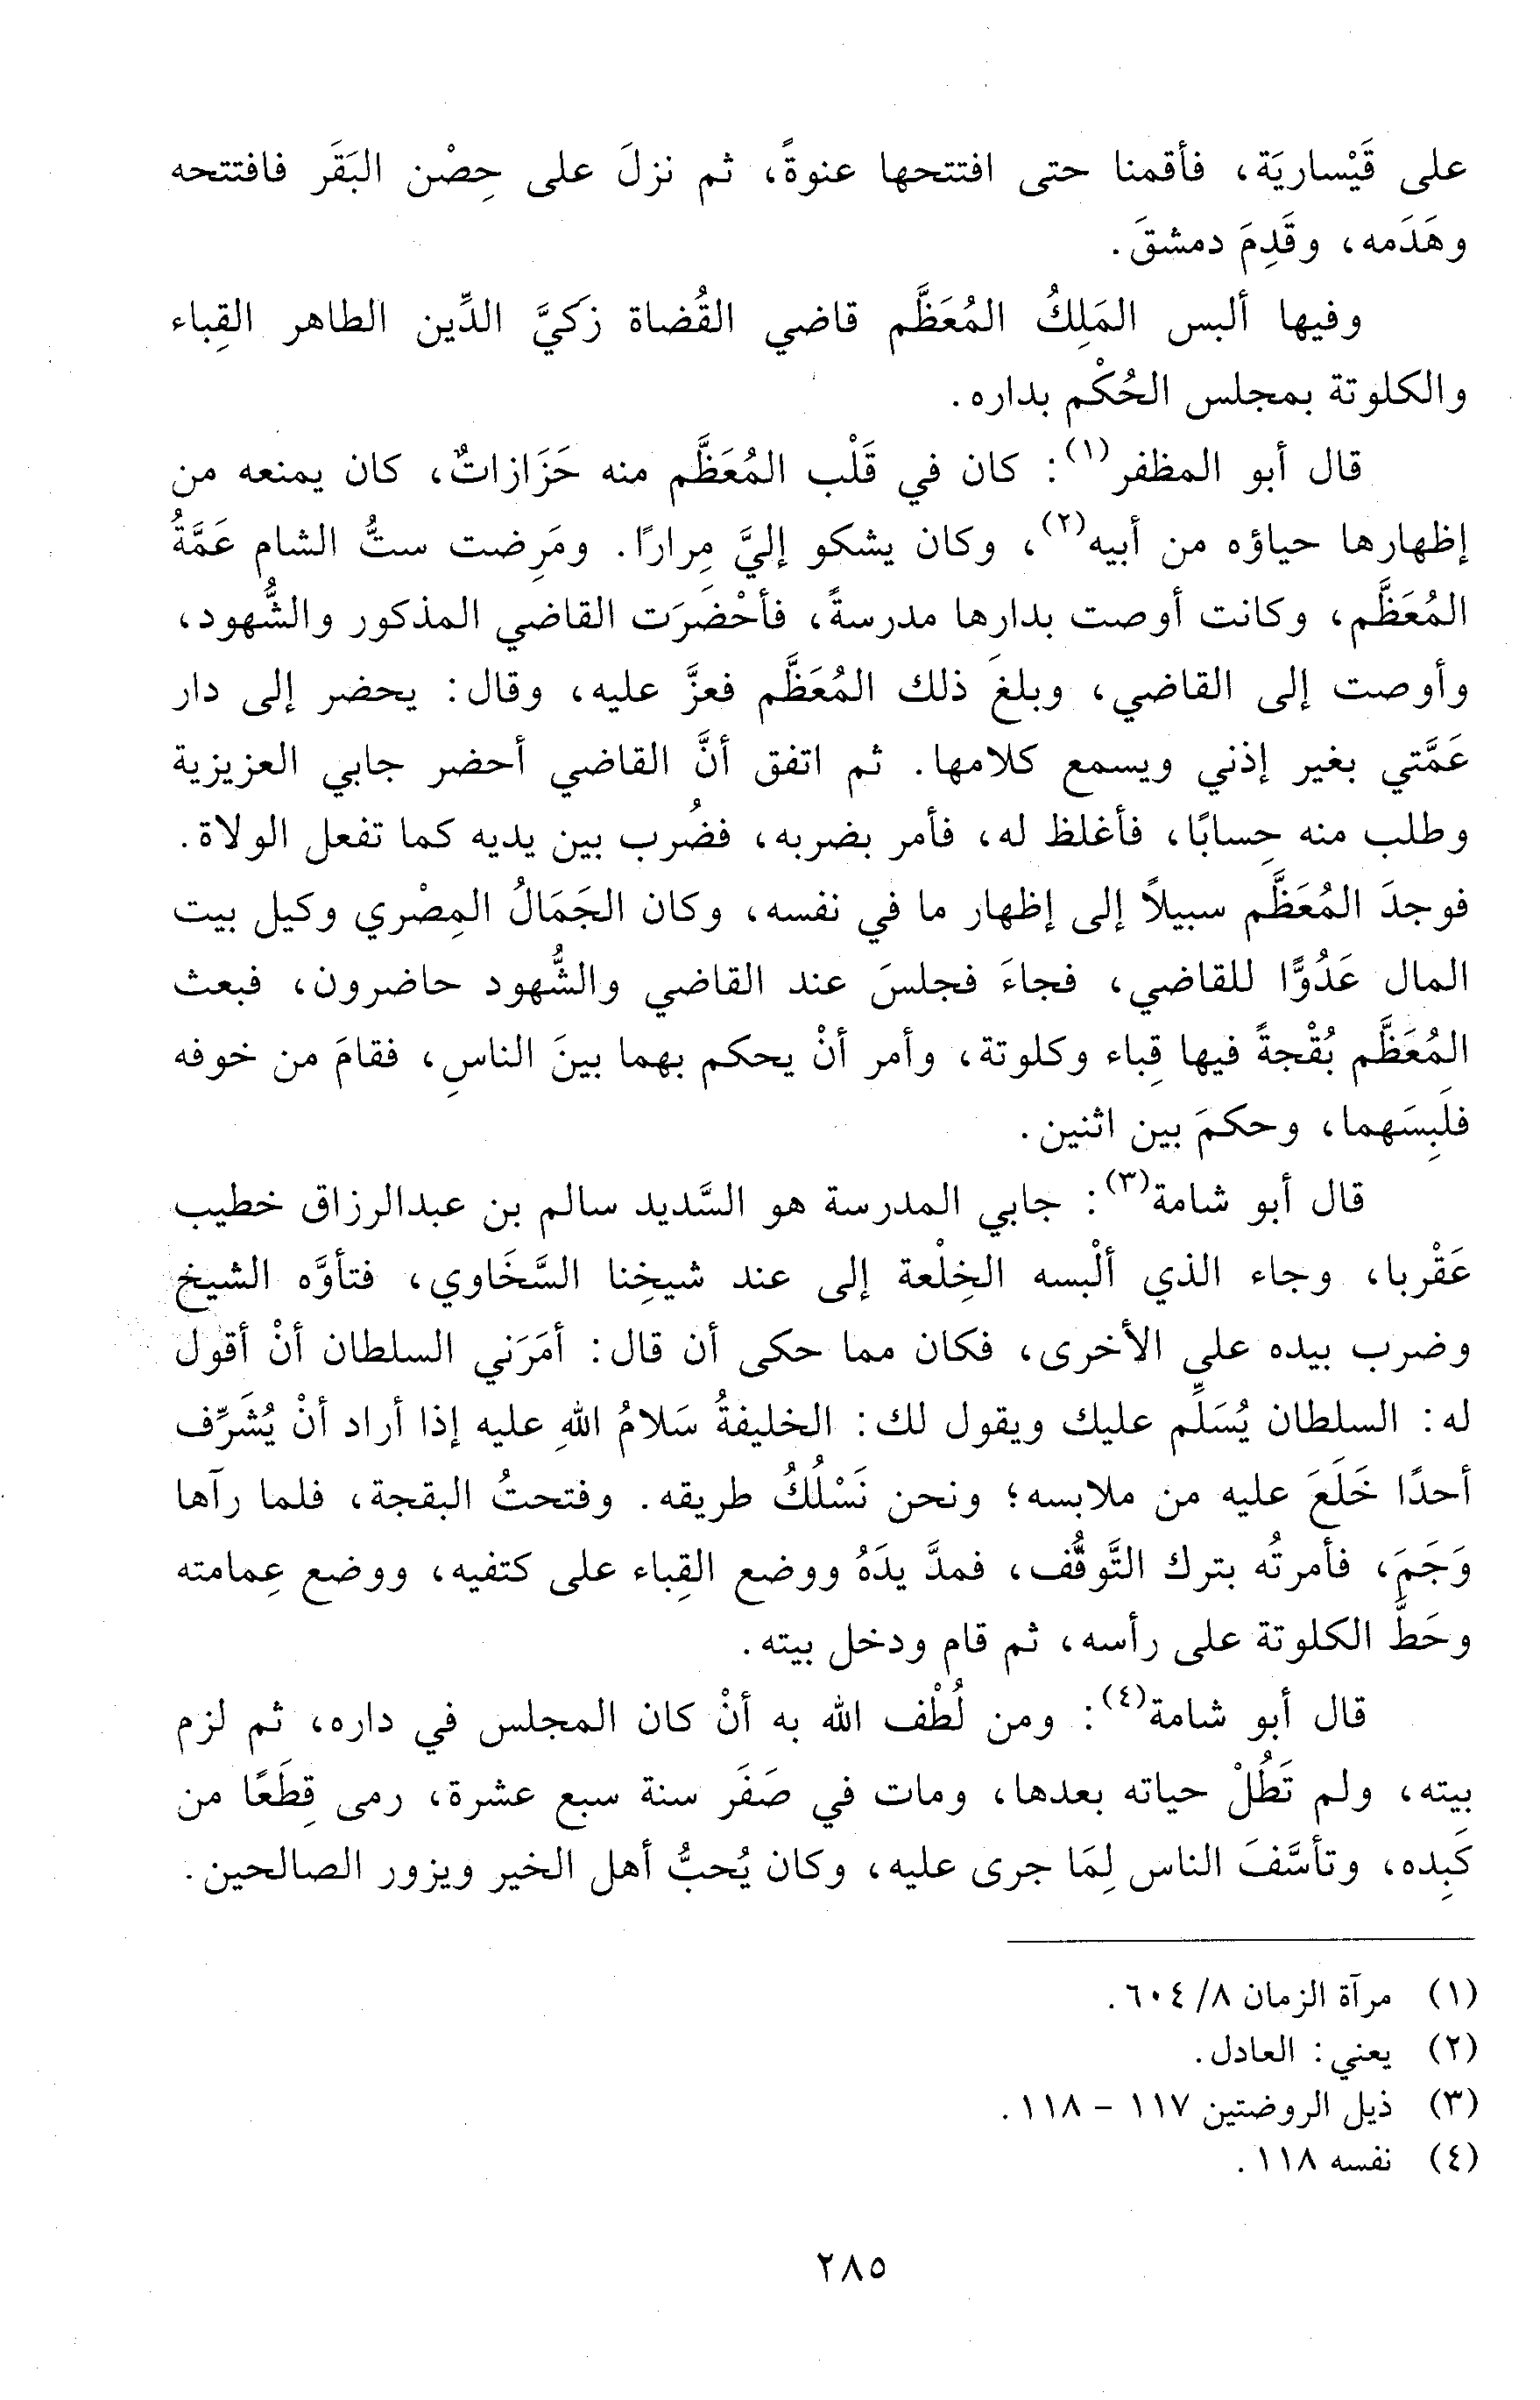 على قَيْساريَة، فأقمنا حتى افتتحها عنوةً، ثم نزلَ على حِصْن البَقَر فافتتحه
وهَدَمه، وقَدِمَ دمشقَ.
وفيها ألبس المَلِكُ المُعَظَّم قاضي القُضاة زكيَّ الدِّين الطاهر القِباء
والكلوتة بمجلس الحُكْم بداره.
قال أبو المظفر(١): كان في قَلْب المُعَظَّم منه حَزَازاتٌ، كان يمنعه من
إظهارها حياؤه من أبيه(٢)، وكان يشكو إليَّ مِرارًا. ومَرِضت ستُّ الشام عَمَّةُ
المُعَظَّم، وكانت أوصت بدارها مدرسةً، فأحْضَرَت القاضي المذكور والشُّهود،
وأوصت إلى القاضي، وبلغَ ذلك المُعَظَّم فعزَّ عليه، وقال: يحضر إلى دار
عَمَّتي بغير إذني ويسمع كلامها. ثم اتفق أنَّ القاضي أحضر جابي العزيزية
وطلب منه حِسابًا، فأغلظ له، فأمر بضربه، فضُرب بين يديه كما تفعل الولاة.
فوجدَ المُعَظَّم سبيلاً إلى إظهار ما في نفسه، وكان الجَمَالُ المِصْري وكيل بيت
المال عَدُوًّا للقاضي، فجاءَ فجلسَ عند القاضي والشُّهود حاضرون، فبعث
المُعَظَّم بُقْجةً فيها قِباء وكلوتة، وأمر أنْ يحكم بهما بينَ الناسِ، فقامَ من خوفه
فلَبِسَهما، وحكمَ بين اثنين.
قال أبو شامة(٣): جابي المدرسة هو السَّديد سالم بن عبدالرزاق خطيب
عَقْربا، وجاء الذي ألْبسه الخِلْعة إلى عند شيخِنا السَّخَاوي، فتأوَّه الشيخ
وضرب بيده على الأخرى، فكان مما حكى أن قال: أمَرَني السلطان أنْ أقول
له: السلطان يُسَلِّم عليك ويقول لك: الخليفةُ سَلامُ اللهِ عليه إذا أراد أنْ يُشَرِّف
أحدًا خَلَعَ عليه من ملابسه؛ ونحن نَسْلُكُ طريقه. وفتحتُ البقجة، فلما رآها
وَجَمَ، فأمرتُه بترك التَّوقُّف، فمدَّ يدَهُ ووضع القِباء على كتفيه، ووضع عِمامته
وحَطَّ الكلوتة على رأسه، ثم قام ودخل بيته.
قال أبو شامة(٤): ومن لُطْف الله به أنْ كان المجلس في داره، ثم لزم
بيته، ولم تَطُلْ حياته بعدها، ومات في صَفَر سنة سبع عشرة، رمى قِطَعًا من
كَبِده، وتأسَّفَ الناس لِمَا جرى عليه، وكان يُحبُّ أهل الخير ويزور الصالحين.
(١) مرآة الزمان ٨/ ٦٠٤.
(٢) يعني: العادل.
(٣) ذيل الروضتين ١١٧ - ١١٨.
(٤) نفسه ١١٨.
٢٨٥